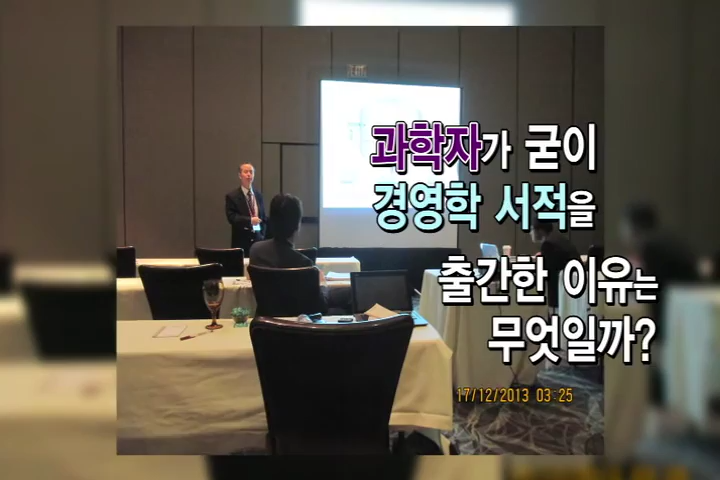 과학자가 굳이
경영학 서적을
출간한 이유는
무엇일까?
17/12/2013 03:25